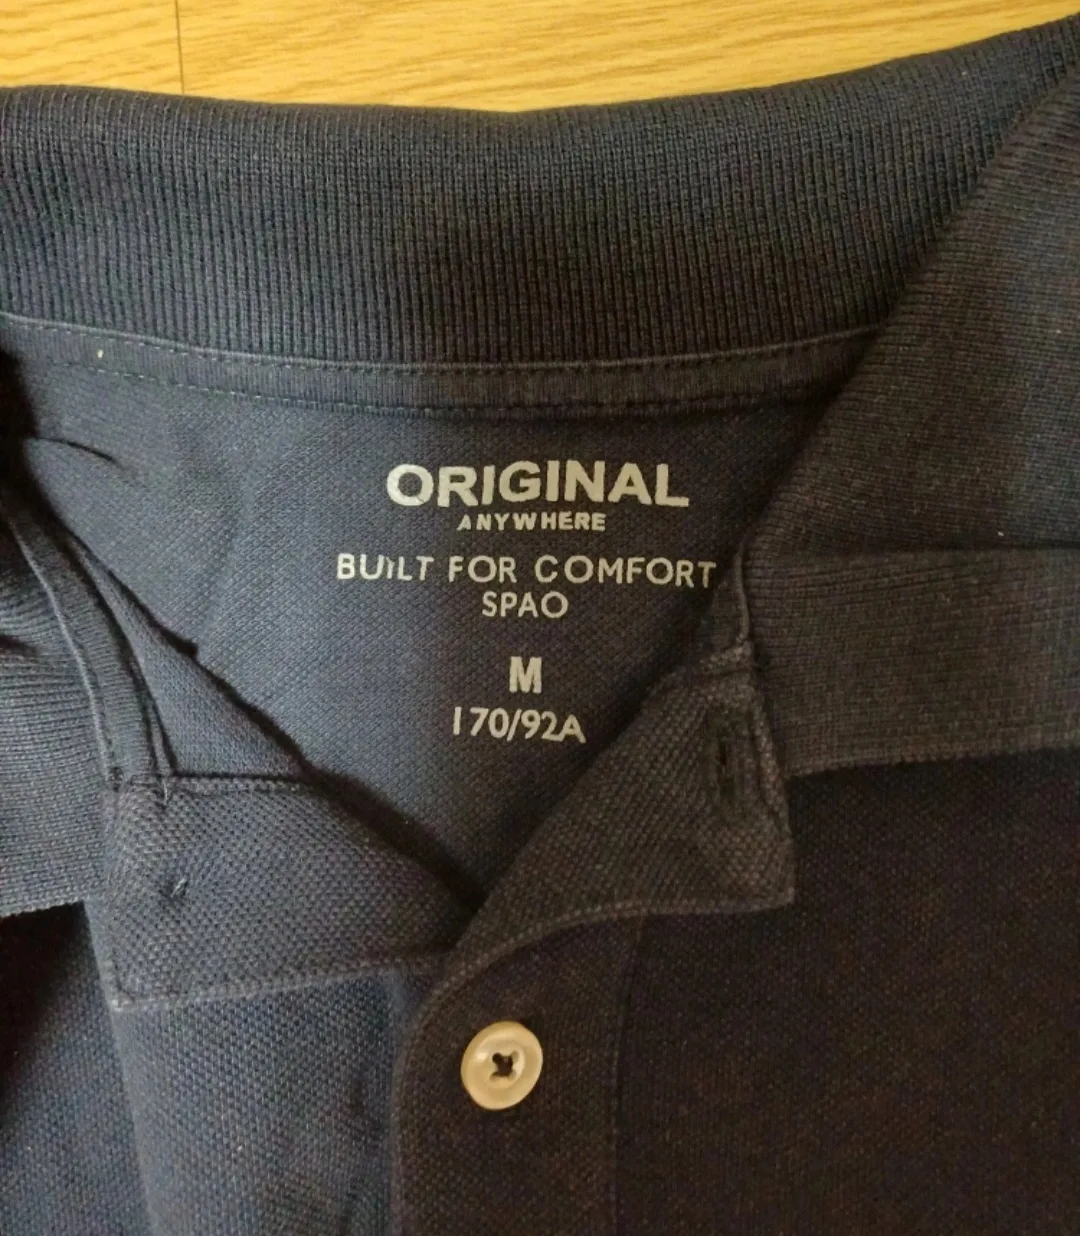 ORIGINAL
ANYWHERE
BUILT FOR COMFORT
SPAO
M
170/92A